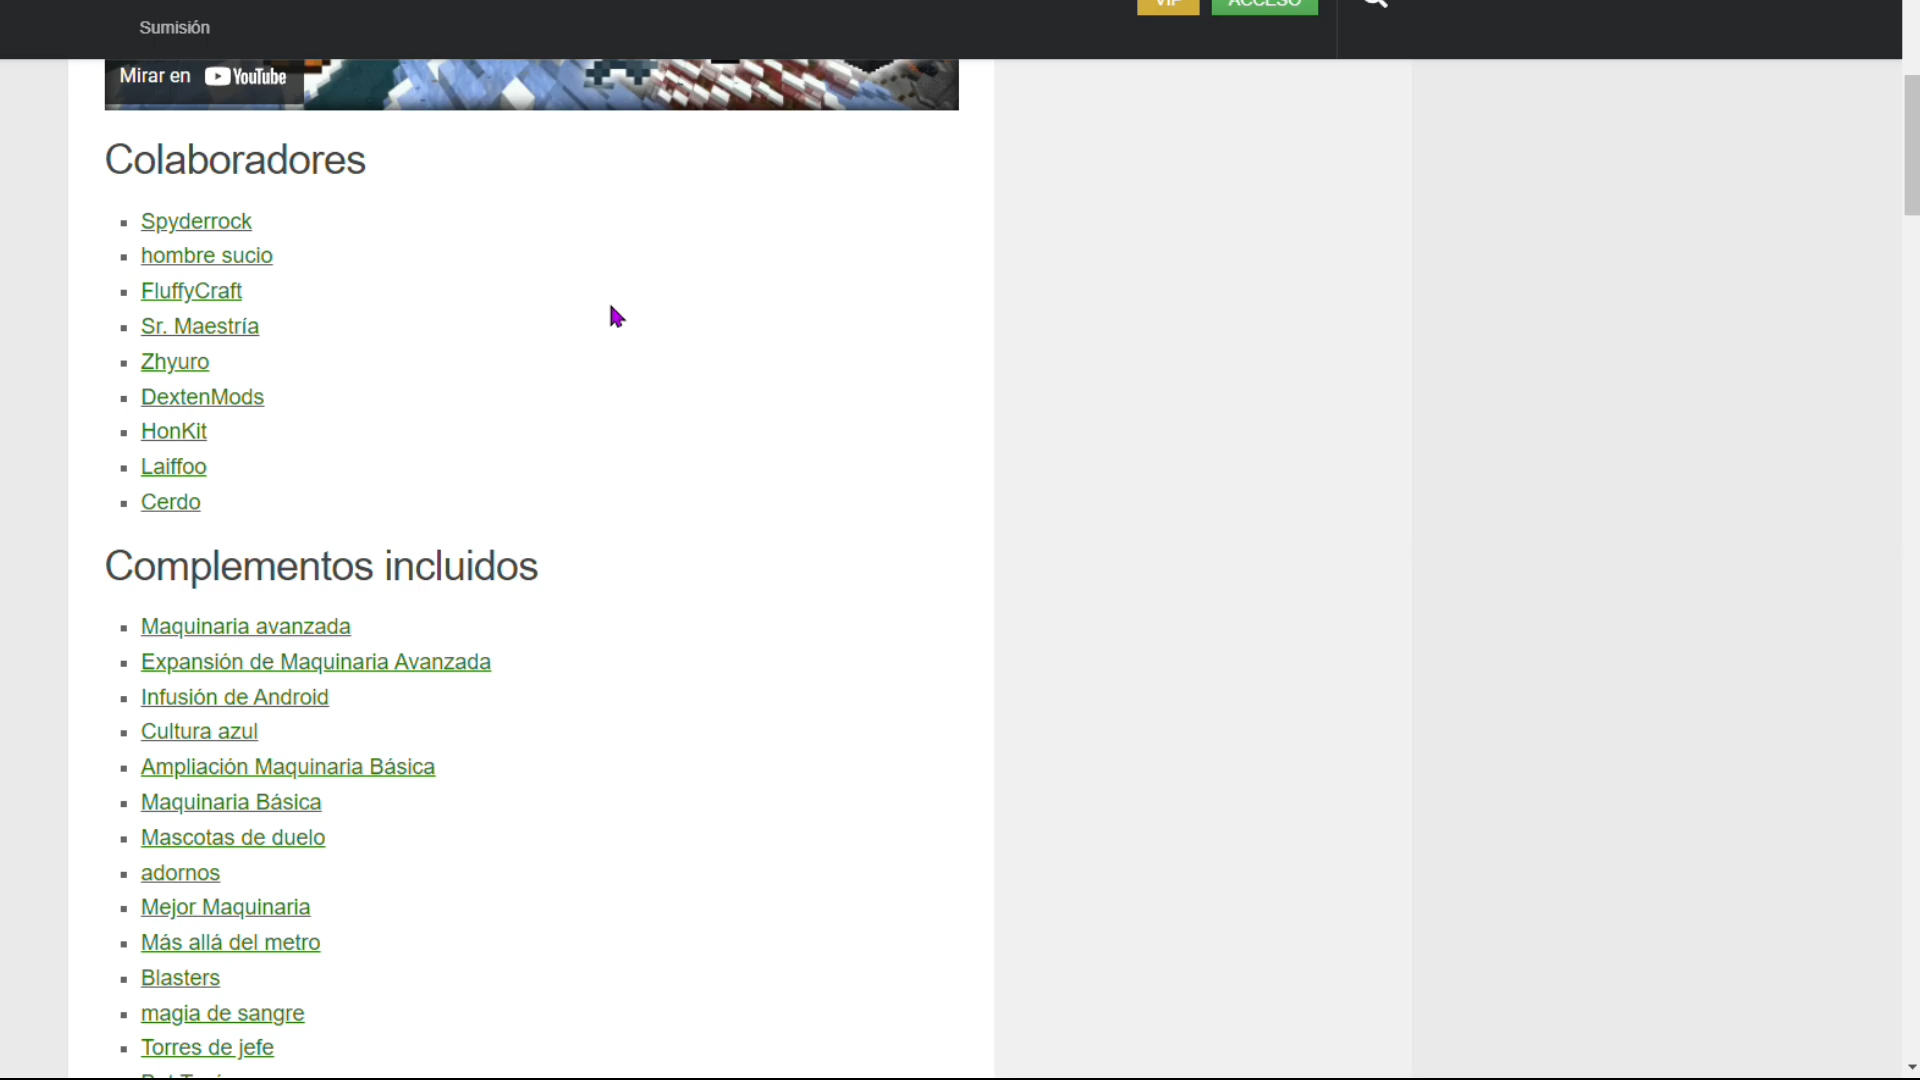 VIP
ACCESO
Sumisión
Mirar en YouTube
Colaboradores
Spyderrock
hombre sucio
FluffyCraft
Sr. Maestría
Zhyuro
DextenMods
HonKit
Laiffoo
Cerdo
Complementos incluidos
Maquinaria avanzada
Expansión de Maquinaria Avanzada
Infusión de Android
Cultura azul
Ampliación Maquinaria Básica
Maquinaria Básica
Mascotas de duelo
adornos
Mejor Maquinaria
Más allá del metro
Blasters
magia de sangre
Torres de jefe